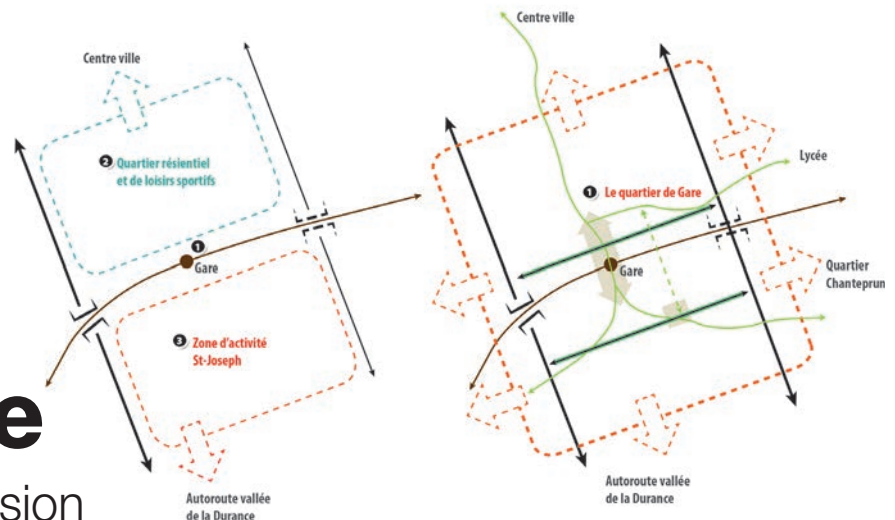 Centre ville
❷ Quartier résientiel
et de loisirs sportifs
❶
Gare
❸ Zone d'activité
St-Joseph
Autoroute vallée
de la Durance
Centre ville
Lycée
❶ Le quartier de Gare
Gare
Quartier
Chanteprun
Autoroute vallée
de la Durance
e
sion